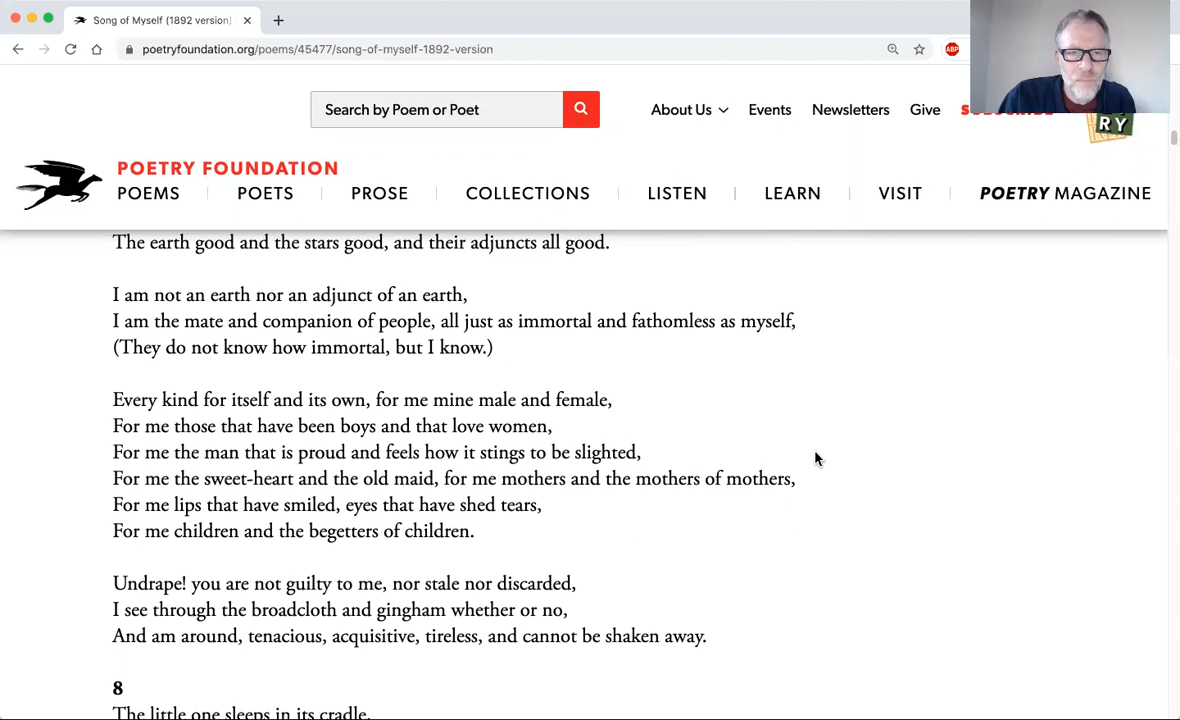 Song of Myself (1892 version)
poetryfoundation.org/poems/45477/song-of-myself-1892-version
ABP
Search by Poem or Poet
About Us
Events
Newsletters
Give
RY
POETRY FOUNDATION
POEMS
POETS
PROSE
COLLECTIONS
LISTEN
LEARN
VISIT
POETRY MAGAZINE
The earth good and the stars good, and their adjuncts all good.
I am not an earth nor an adjunct of an earth,
I am the mate and companion of people, all just as immortal and fathomless as myself,
(They do not know how immortal, but I know.)
Every kind for itself and its own, for me mine male and female,
For me those that have been boys and that love women,
For me the man that is proud and feels how it stings to be slighted,
For me the sweet-heart and the old maid, for me mothers and the mothers of mothers,
For me lips that have smiled, eyes that have shed tears,
For me children and the begetters of children.
Undrape! you are not guilty to me, nor stale nor discarded,
I see through the broadcloth and gingham whether or no,
And am around, tenacious, acquisitive, tireless, and cannot be shaken away.
8
The little one sleeps in its cradle,